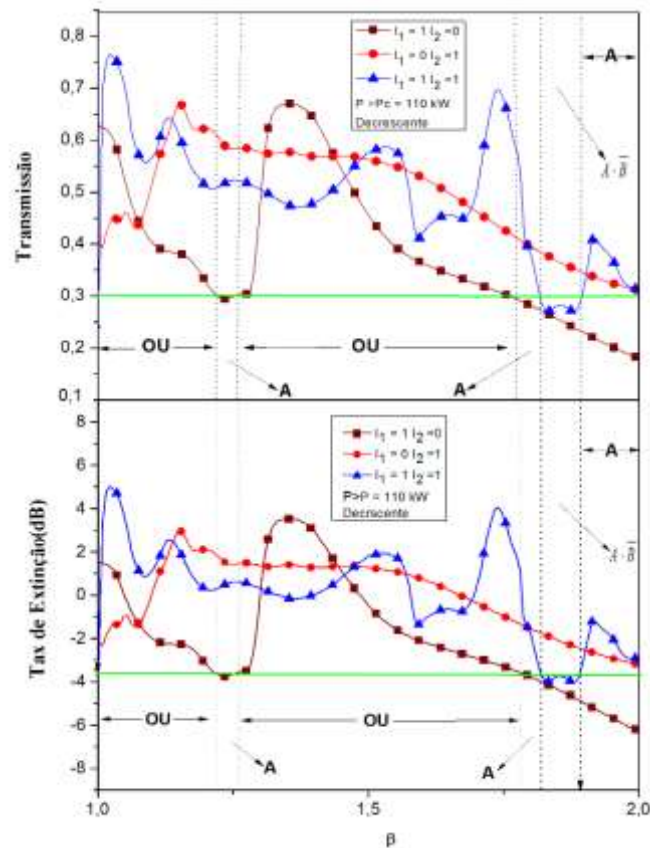 0,8
0,7
0,6
0,5
0,4
0,3
0,2
0,1
Transmissão
I1 = 1 I2 =0
I1 = 0 I2 =1
I1 = 1 I2 =1
P >Pc = 110 kW
Decrescente
A
OU
OU
A
A
8
6
4
2
0
-2
-4
-6
-8
Tax de Extinção(dB)
I1 = 1 I2 =0
I1 = 0 I2 =1
I1 = 1 I2 =1
P>P = 110 kW
A
OU
OU
A
A
1,0
1,5
2,0
β